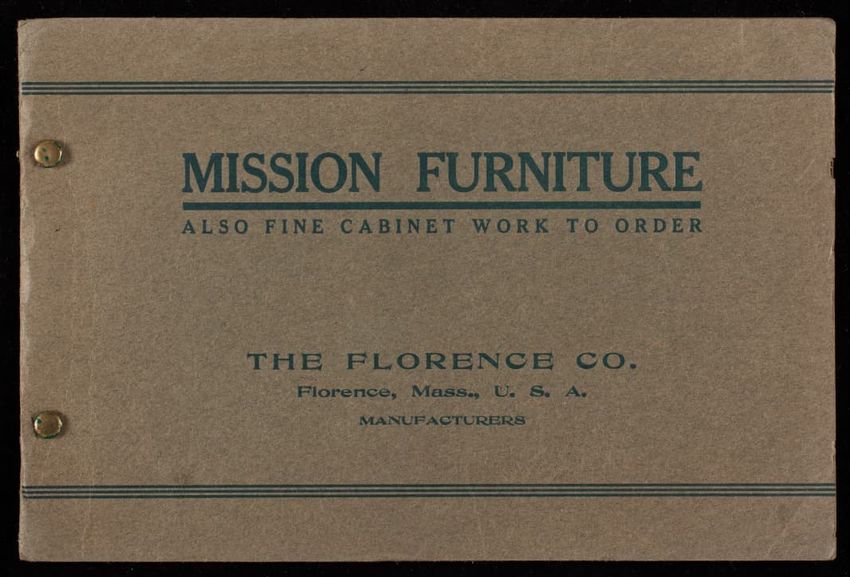 MISSION FURNITURE
ALSO FINE CABINET WORK TO ORDER
THE FLORENCE CO.
Florence, Mass., U. S. A.
MANUFACTURERS